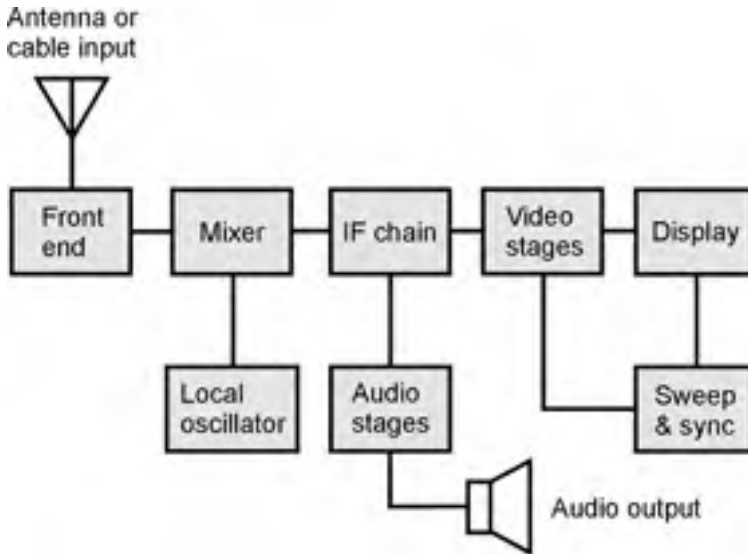 Antenna or
cable input
Front
end
Mixer
IF chain
Video
stages
Display
Local
oscillator
Audio
stages
Sweep
& sync
Audio output